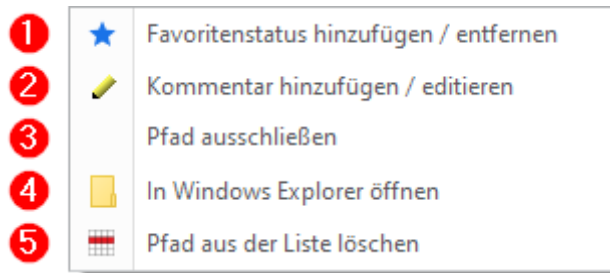 1 Favoritenstatus hinzufügen / entfernen
2 Kommentar hinzufügen / editieren
3 Pfad ausschließen
4 In Windows Explorer öffnen
5 Pfad aus der Liste löschen